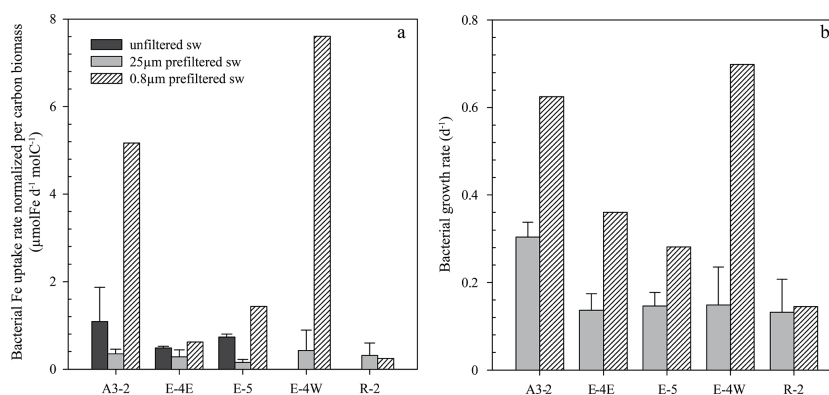 a
unfiltered sw
25µm prefiltered sw
0.8µm prefiltered sw
Bacterial Fe uptake rate normalized per carbon biomass
(µmolFe d⁻¹ molC⁻¹)
8
6
4
2
0
A3-2 E-4E E-5 E-4W R-2
b
Bacterial growth rate (d⁻¹)
0.8
0.6
0.4
0.2
0
A3-2 E-4E E-5 E-4W R-2